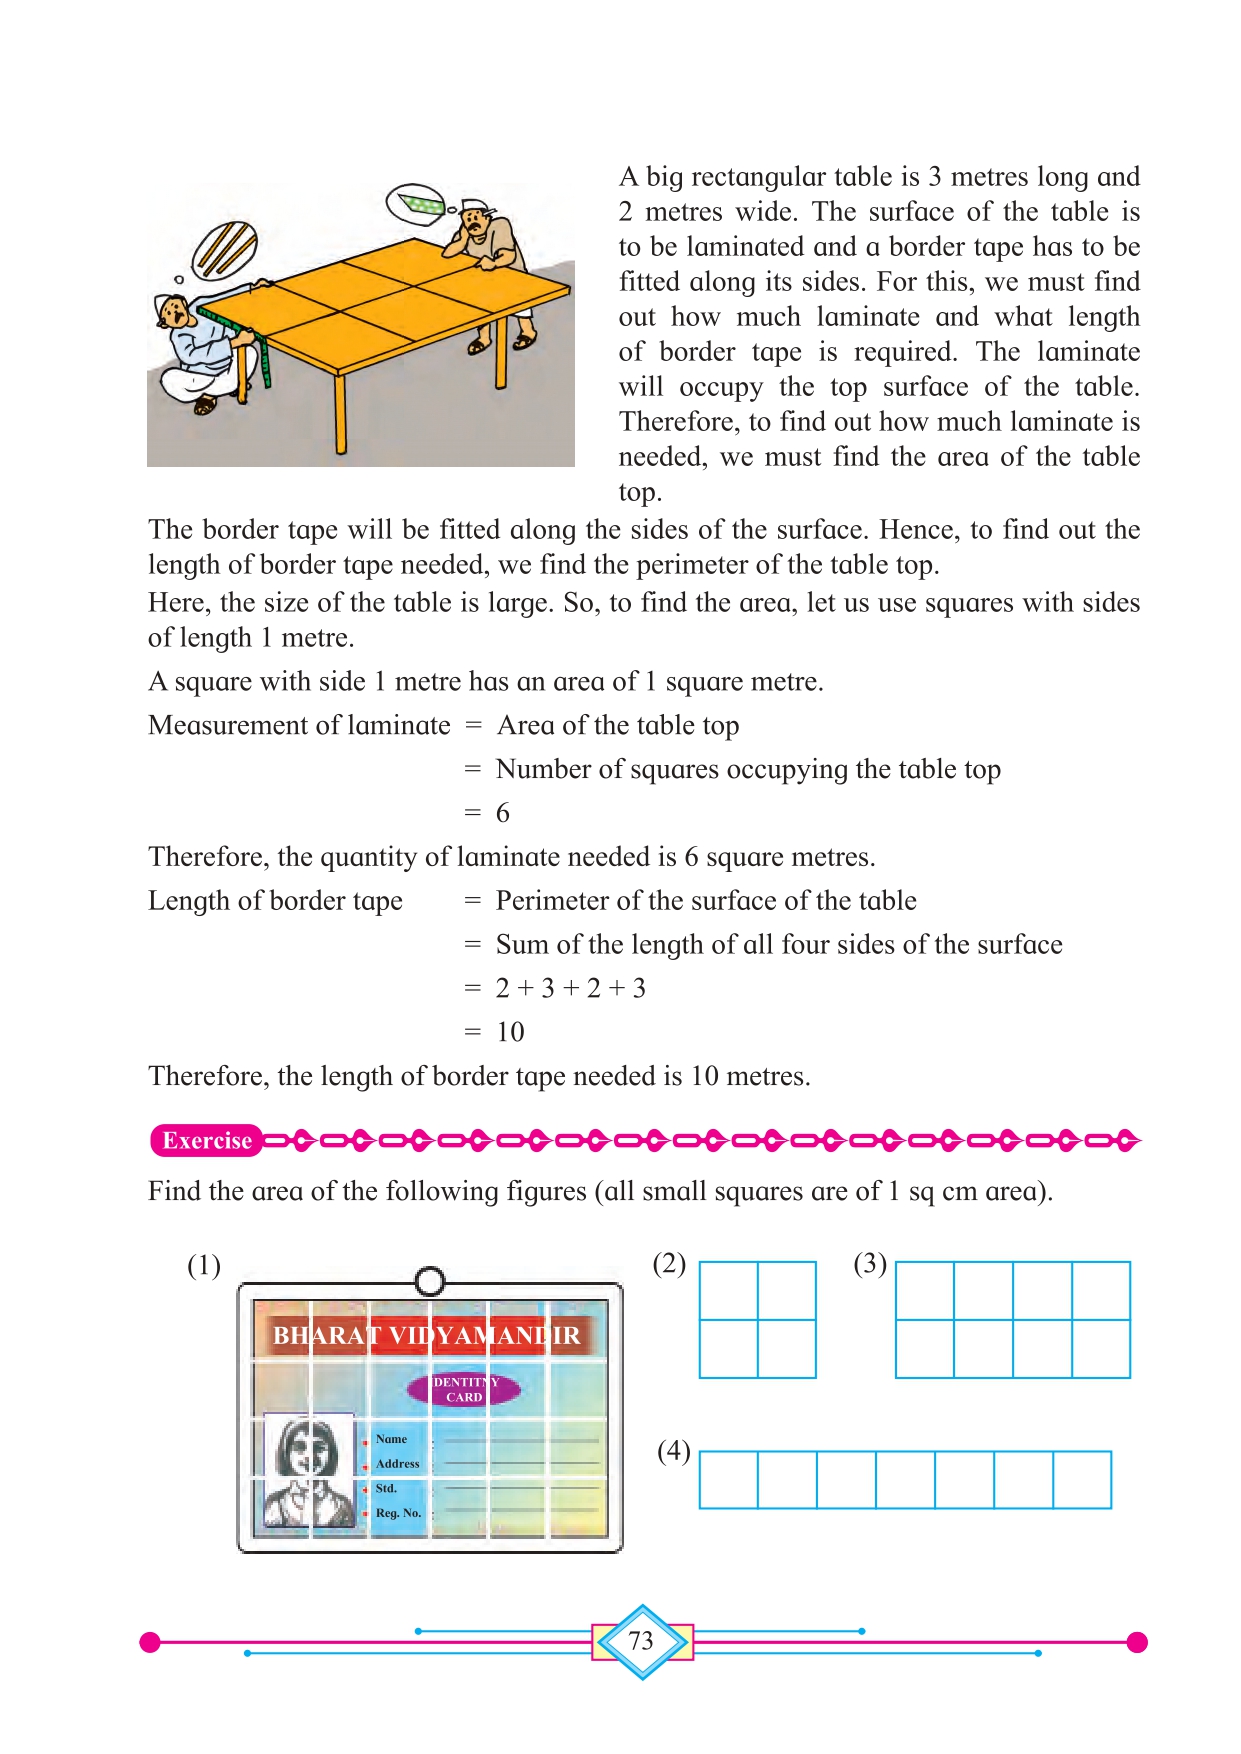 A big rectangular table is 3 metres long and
2 metres wide. The surface of the table is
to be laminated and a border tape has to be
fitted along its sides. For this, we must find
out how much laminate and what length
of border tape is required. The laminate
will occupy the top surface of the table.
Therefore, to find out how much laminate is
needed, we must find the area of the table
top.
The border tape will be fitted along the sides of the surface. Hence, to find out the
length of border tape needed, we find the perimeter of the table top.
Here, the size of the table is large. So, to find the area, let us use squares with sides
of length 1 metre.
A square with side 1 metre has an area of 1 square metre.
Measurement of laminate = Area of the table top
= Number of squares occupying the table top
= 6
Therefore, the quantity of laminate needed is 6 square metres.
Length of border tape = Perimeter of the surface of the table
= Sum of the length of all four sides of the surface
= 2 + 3 + 2 + 3
= 10
Therefore, the length of border tape needed is 10 metres.
Exercise
Find the area of the following figures (all small squares are of 1 sq cm area).
(1)
BHARAT VIDYAMANDIR
IDENTITNY
CARD
Name :
Address :
Std. :
Reg. No. :
(2)
(3)
(4)
73